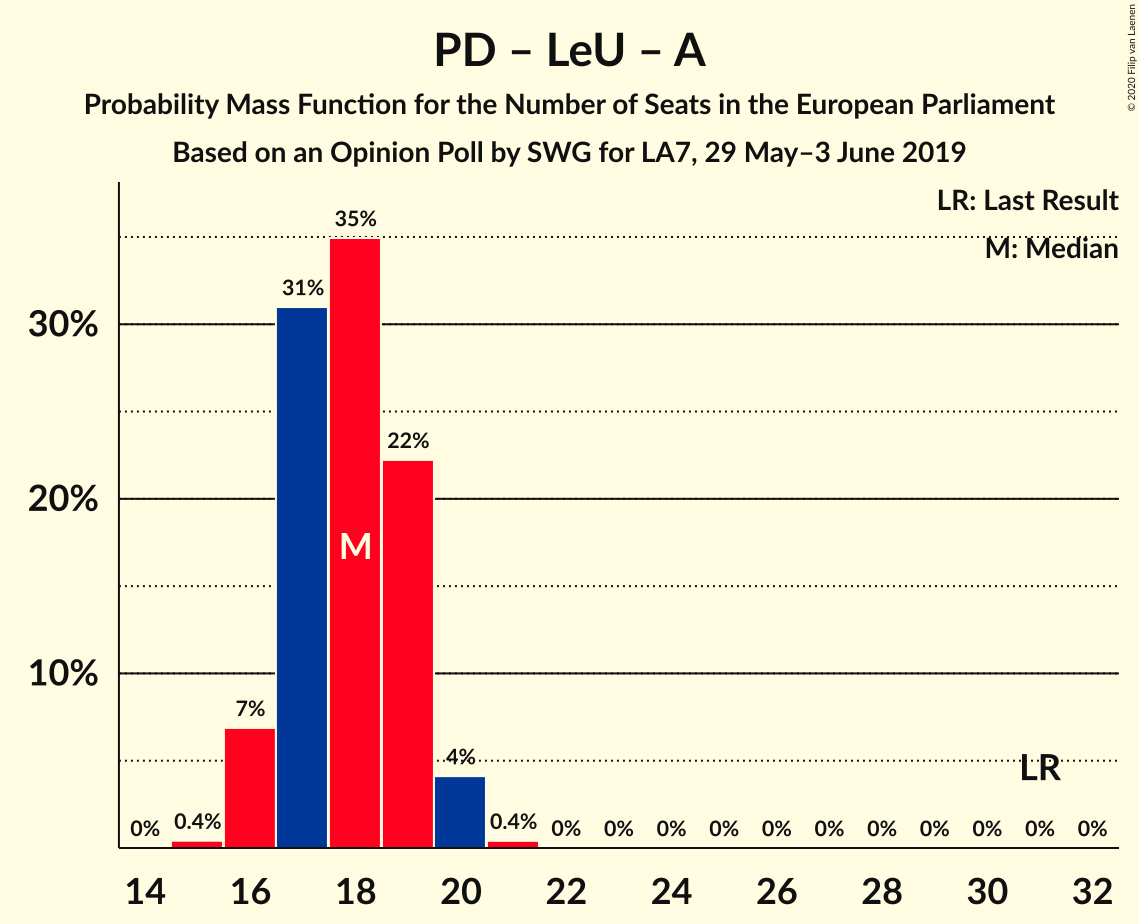 PD – LeU – A
Probability Mass Function for the Number of Seats in the European Parliament
Based on an Opinion Poll by SWG for LA7, 29 May–3 June 2019
© 2020 Filip van Laenen
LR: Last Result
M: Median
35%
31%
30%
22%
20%
M
10%
7%
4%
LR
0% 0.4% 0.4% 0% 0% 0% 0% 0% 0% 0% 0% 0% 0% 0%
14 16 18 20 22 24 26 28 30 32